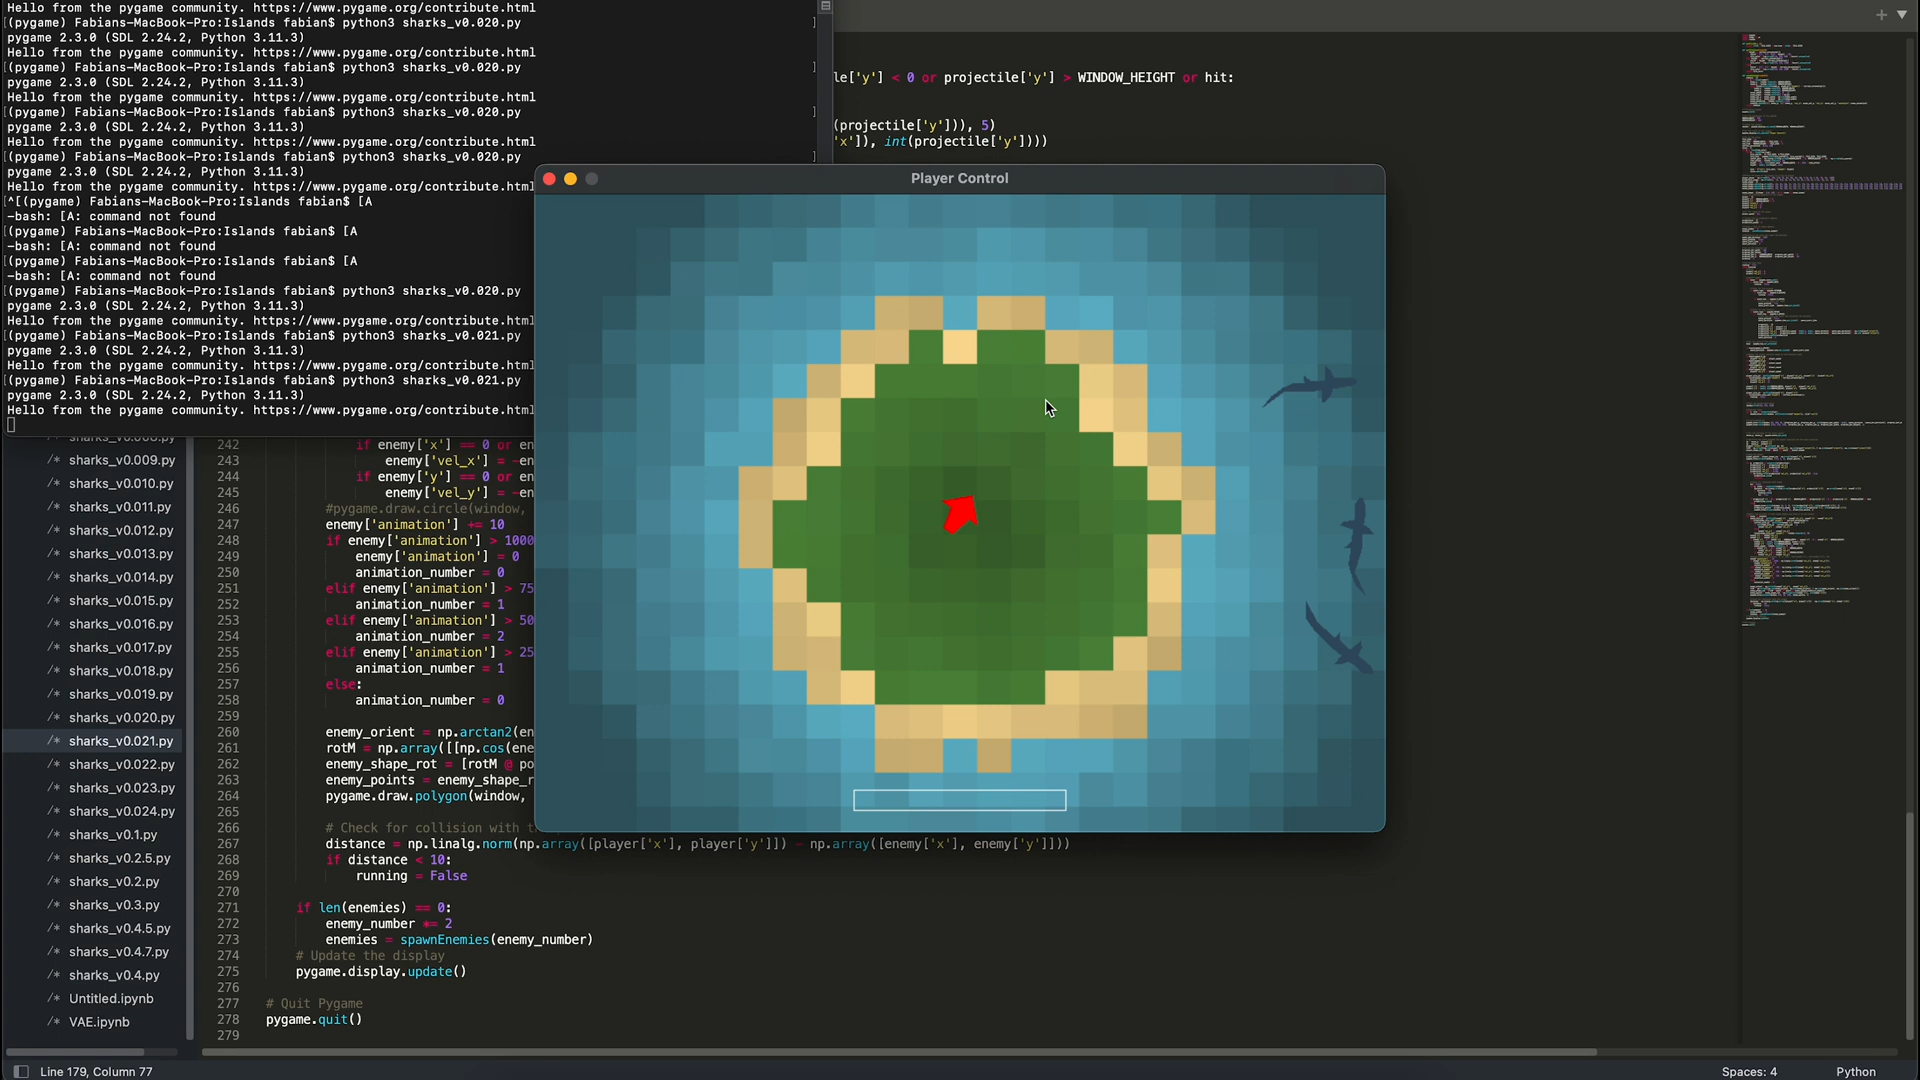 Hello from the pygame community. https://www.pygame.org/contribute.html
[(pygame) Fabians-MacBook-Pro:Islands fabian$ python3 sharks_v0.020.py ]
pygame 2.3.0 (SDL 2.24.2, Python 3.11.3)
Hello from the pygame community. https://www.pygame.org/contribute.html
[(pygame) Fabians-MacBook-Pro:Islands fabian$ python3 sharks_v0.020.py ]
pygame 2.3.0 (SDL 2.24.2, Python 3.11.3)
Hello from the pygame community. https://www.pygame.org/contribute.html
[(pygame) Fabians-MacBook-Pro:Islands fabian$ python3 sharks_v0.020.py ]
pygame 2.3.0 (SDL 2.24.2, Python 3.11.3)
Hello from the pygame community. https://www.pygame.org/contribute.html
[(pygame) Fabians-MacBook-Pro:Islands fabian$ python3 sharks_v0.020.py ]
pygame 2.3.0 (SDL 2.24.2, Python 3.11.3)
Hello from the pygame community. https://www.pygame.org/contribute.html
[^[(pygame) Fabians-MacBook-Pro:Islands fabian$ [A
-bash: [A: command not found
[(pygame) Fabians-MacBook-Pro:Islands fabian$ [A
-bash: [A: command not found
[(pygame) Fabians-MacBook-Pro:Islands fabian$ [A
-bash: [A: command not found
[(pygame) Fabians-MacBook-Pro:Islands fabian$ python3 sharks_v0.020.py
pygame 2.3.0 (SDL 2.24.2, Python 3.11.3)
Hello from the pygame community. https://www.pygame.org/contribute.html
[(pygame) Fabians-MacBook-Pro:Islands fabian$ python3 sharks_v0.021.py
pygame 2.3.0 (SDL 2.24.2, Python 3.11.3)
Hello from the pygame community. https://www.pygame.org/contribute.html
[(pygame) Fabians-MacBook-Pro:Islands fabian$ python3 sharks_v0.021.py
pygame 2.3.0 (SDL 2.24.2, Python 3.11.3)
Hello from the pygame community. https://www.pygame.org/contribute.html
le['y'] < 0 or projectile['y'] > WINDOW_HEIGHT or hit:
(projectile['y'])), 5)
'x']), int(projectile['y'])))
Player Control
/* sharks_v0.009.py
/* sharks_v0.010.py
/* sharks_v0.011.py
/* sharks_v0.012.py
/* sharks_v0.013.py
/* sharks_v0.014.py
/* sharks_v0.015.py
/* sharks_v0.016.py
/* sharks_v0.017.py
/* sharks_v0.018.py
/* sharks_v0.019.py
/* sharks_v0.020.py
/* sharks_v0.021.py
/* sharks_v0.022.py
/* sharks_v0.023.py
/* sharks_v0.024.py
/* sharks_v0.1.py
/* sharks_v0.2.5.py
/* sharks_v0.2.py
/* sharks_v0.3.py
/* sharks_v0.4.5.py
/* sharks_v0.4.7.py
/* sharks_v0.4.py
/* Untitled.ipynb
/* VAE.ipynb
242 if enemy['x'] == 0 or en
243 enemy['vel_x'] = -en
244 if enemy['y'] == 0 or en
245 enemy['vel_y'] = -en
246 #pygame.draw.circle(window,
247 enemy['animation'] += 10
248 if enemy['animation'] > 1000
249 enemy['animation'] = 0
250 animation_number = 0
251 elif enemy['animation'] > 75
252 animation_number = 1
253 elif enemy['animation'] > 50
254 animation_number = 2
255 elif enemy['animation'] > 25
256 animation_number = 1
257 else:
258 animation_number = 0
259
260 enemy_orient = np.arctan2(en
261 rotM = np.array([[np.cos(ene
262 enemy_shape_rot = [rotM @ po
263 enemy_points = enemy_shape_r
264 pygame.draw.polygon(window,
265
266 # Check for collision with t
267 distance = np.linalg.norm(np.array([player['x'], player['y']]) - np.array([enemy['x'], enemy['y']]))
268 if distance < 10:
269 running = False
270
271 if len(enemies) == 0:
272 enemy_number *= 2
273 enemies = spawnEnemies(enemy_number)
274 # Update the display
275 pygame.display.update()
276
277 # Quit Pygame
278 pygame.quit()
279
Line 179, Column 77
Spaces: 4
Python